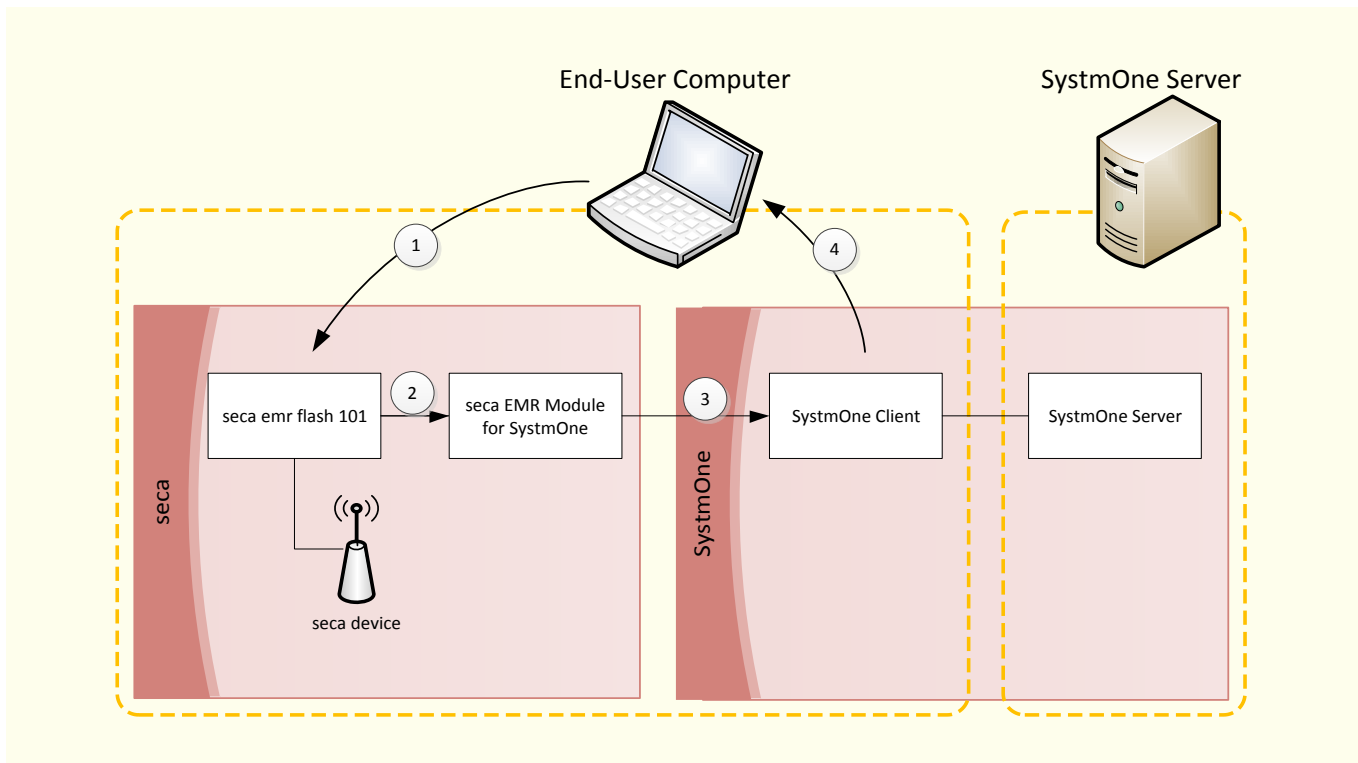 End-User Computer
SystmOne Server
1
4
2
3
seca emr flash 101
seca EMR Module
for SystmOne
SystmOne Client
SystmOne Server
seca
SystmOne
seca device